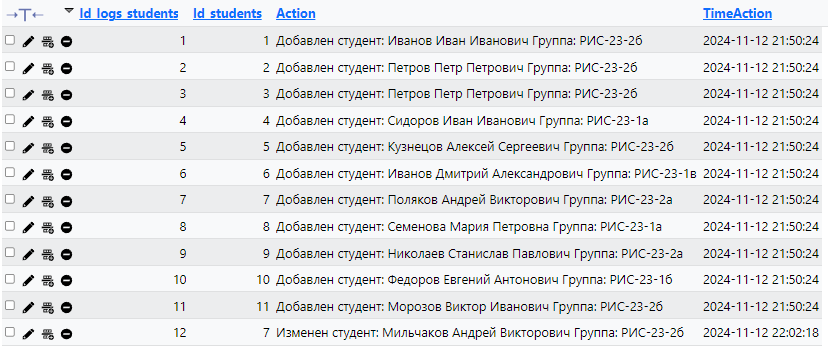 Id_logs_students Id_students Action TimeAction
1 1 Добавлен студент: Иванов Иван Иванович Группа: РИС-23-2б 2024-11-12 21:50:24
2 2 Добавлен студент: Петров Петр Петрович Группа: РИС-23-2б 2024-11-12 21:50:24
3 3 Добавлен студент: Петров Петр Петрович Группа: РИС-23-2б 2024-11-12 21:50:24
4 4 Добавлен студент: Сидоров Иван Иванович Группа: РИС-23-1а 2024-11-12 21:50:24
5 5 Добавлен студент: Кузнецов Алексей Сергеевич Группа: РИС-23-2б 2024-11-12 21:50:24
6 6 Добавлен студент: Иванов Дмитрий Александрович Группа: РИС-23-1в 2024-11-12 21:50:24
7 7 Добавлен студент: Поляков Андрей Викторович Группа: РИС-23-2а 2024-11-12 21:50:24
8 8 Добавлен студент: Семенова Мария Петровна Группа: РИС-23-1а 2024-11-12 21:50:24
9 9 Добавлен студент: Николаев Станислав Павлович Группа: РИС-23-2а 2024-11-12 21:50:24
10 10 Добавлен студент: Федоров Евгений Антонович Группа: РИС-23-1б 2024-11-12 21:50:24
11 11 Добавлен студент: Морозов Виктор Иванович Группа: РИС-23-2б 2024-11-12 21:50:24
12 7 Изменен студент: Мильчаков Андрей Викторович Группа: РИС-23-2б 2024-11-12 22:02:18